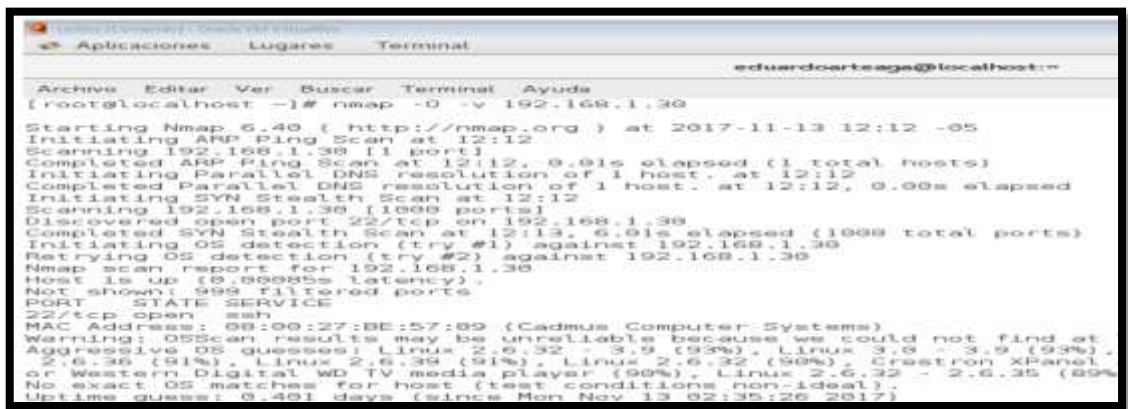 Aplicaciones Lugares Terminal
eduardoarteaga@localhost:~
Archivo Editar Ver Buscar Terminal Ayuda
[root@localhost ~]# nmap -O -v 192.168.1.30
Starting Nmap 6.40 ( http://nmap.org ) at 2017-11-13 12:12 -05
Initiating ARP Ping Scan at 12:12
Scanning 192.168.1.30 [1 port]
Completed ARP Ping Scan at 12:12, 0.01s elapsed (1 total hosts)
Initiating Parallel DNS resolution of 1 host. at 12:12
Completed Parallel DNS resolution of 1 host. at 12:12, 0.00s elapsed
Initiating SYN Stealth Scan at 12:12
Scanning 192.168.1.30 [1000 ports]
Discovered open port 22/tcp on 192.168.1.30
Completed SYN Stealth Scan at 12:13, 6.01s elapsed (1000 total ports)
Initiating OS detection (try #1) against 192.168.1.30
Retrying OS detection (try #2) against 192.168.1.30
Nmap scan report for 192.168.1.30
Host is up (0.00085s latency).
Not shown: 999 filtered ports
PORT STATE SERVICE
22/tcp open ssh
MAC Address: 08:00:27:BE:57:89 (Cadmus Computer Systems)
Warning: OSScan results may be unreliable because we could not find at
Aggressive OS guesses: Linux 2.6.32 - 3.9 (93%), Linux 3.0 - 3.9 (93%),
2.6.36 (91%), Linux 2.6.39 (91%), Linux 2.6.32 (90%), Crestron XPanel
or Western Digital WD TV media player (90%), Linux 2.6.32 - 2.6.35 (89%
No exact OS matches for host (test conditions non-ideal).
Uptime guess: 0.401 days (since Mon Nov 13 02:35:26 2017)